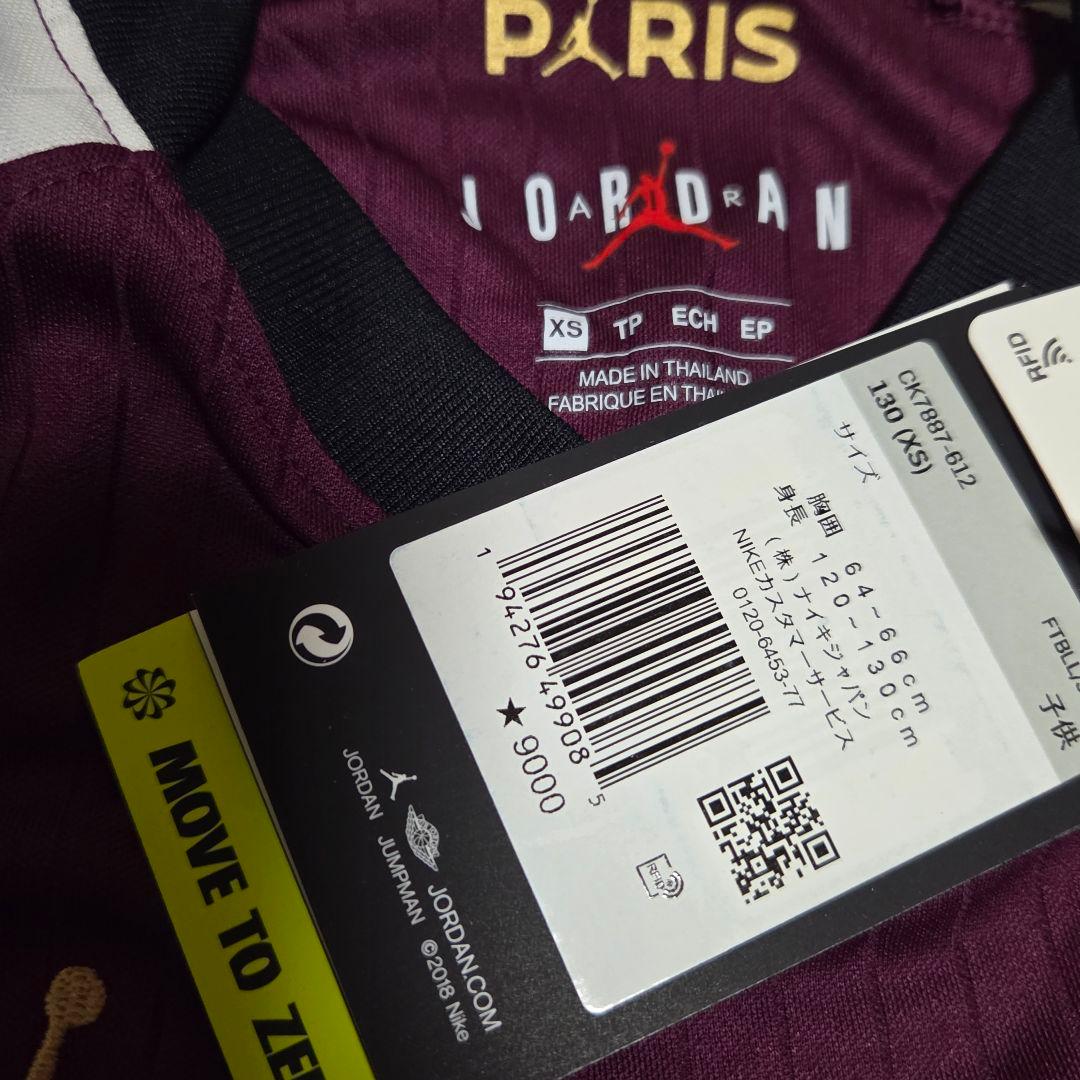 PARIS
JORDAN
AR
XS TP ECH EP
MADE IN THAILAND
FABRIQUE EN THAI
RFID
CK7887-612
130 (XS)
サイズ
胸囲 64~66cm
身長 120~130cm
(株)ナイキジャパン
NIKEカスタマーサービス
0120-6453-77
FTBLL/S
子供
1 94276 49908 5
★9000
RFID
MOVE TO ZE
JORDAN JUMPMAN
JORDAN.COM
©2018 Nike